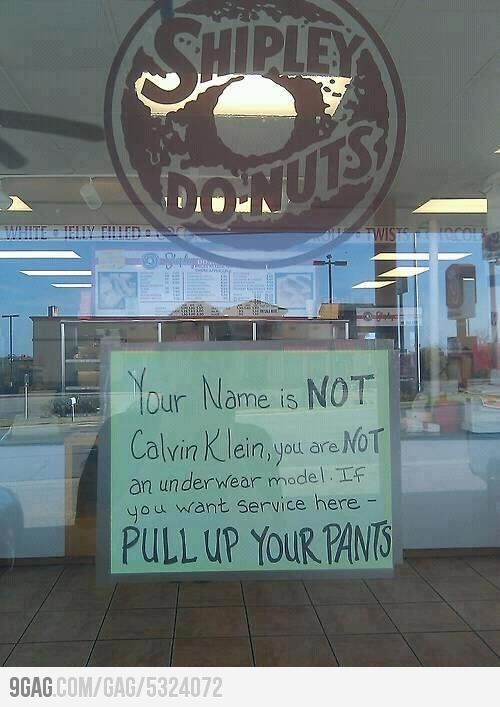 SHIPLEY
DO-NUTS
WHITE JELLY FILLED
TWISTS
Your Name is NOT
Calvin Klein, you are NOT
an underwear model. If
you want service here -
PULL UP YOUR PANTS
9GAG.COM/GAG/5324072